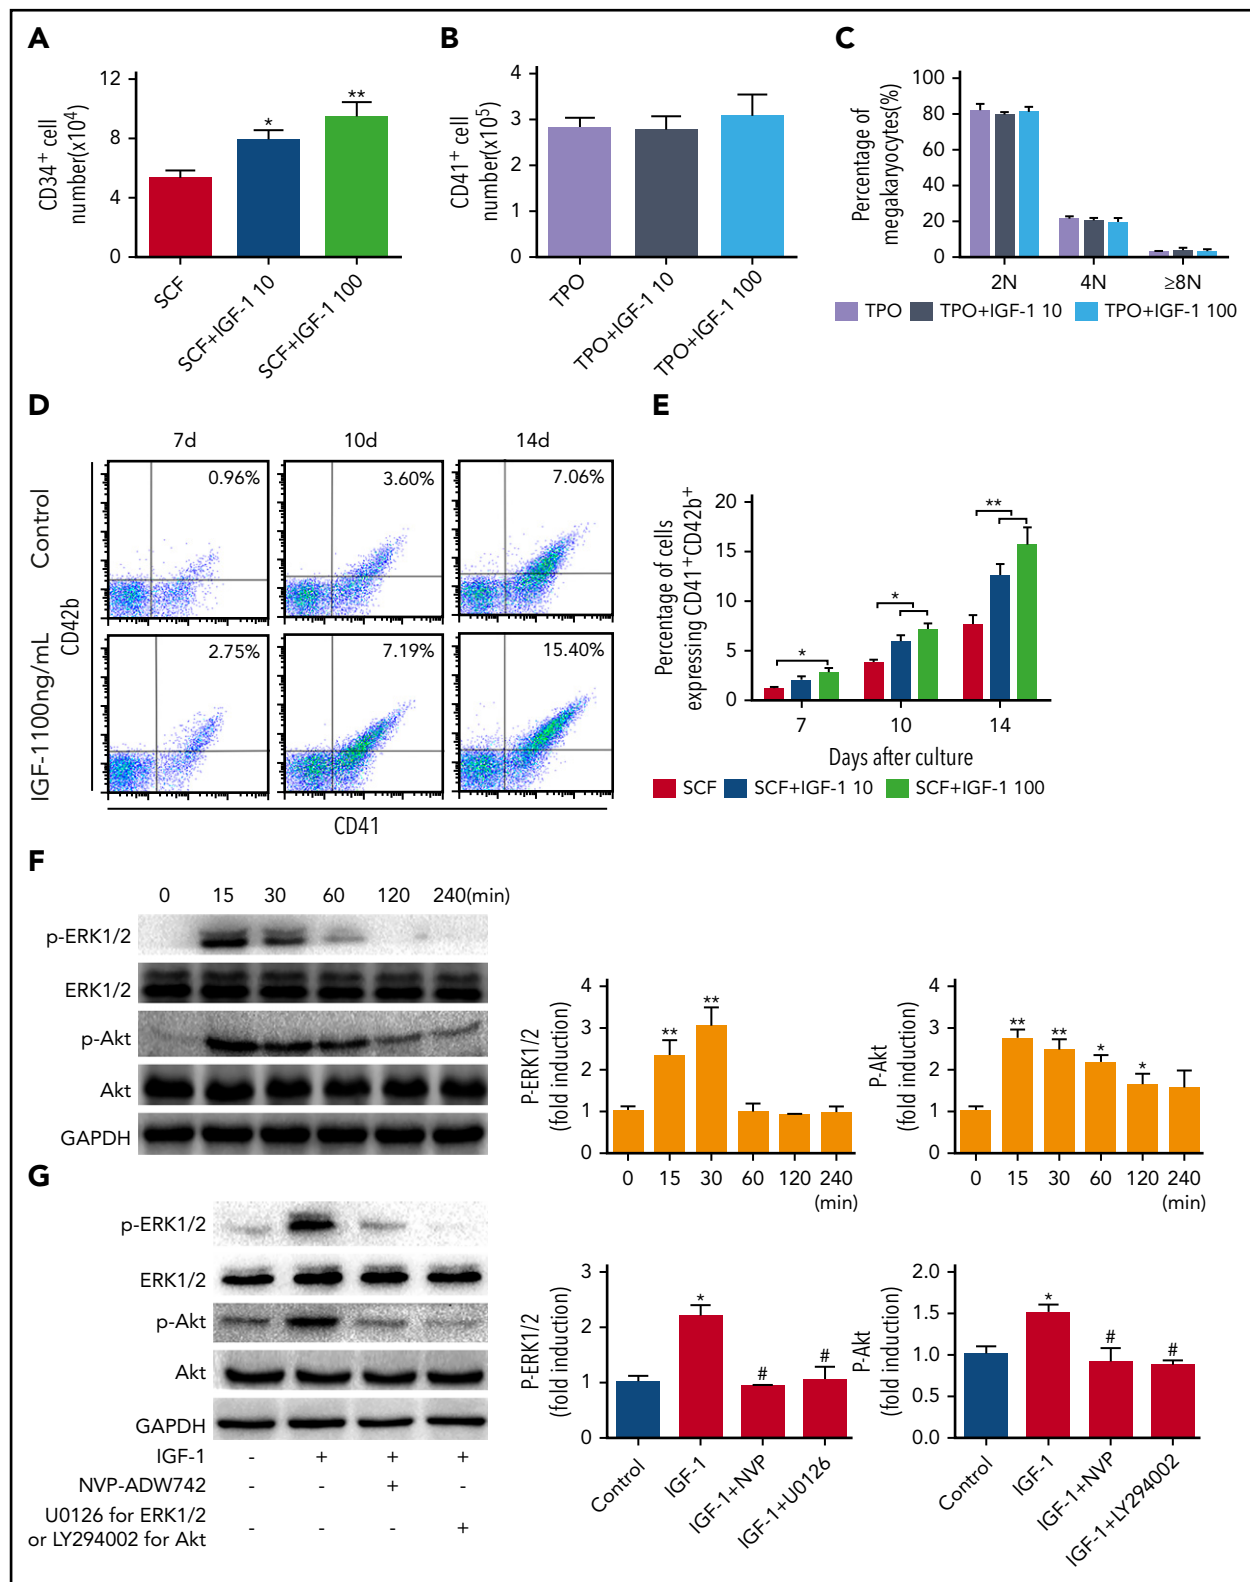 A
CD34+ cell
number(x10⁴)
12
8
4
0
*
**
SCF
SCF+IGF-1 10
SCF+IGF-1 100
B
CD41+ cell
number(x10⁵)
4
3
2
1
0
TPO
TPO+IGF-1 10
TPO+IGF-1 100
C
Percentage of
megakaryocytes(%)
100
80
60
40
20
0
2N 4N ≥8N
TPO TPO+IGF-1 10 TPO+IGF-1 100
D
7d 10d 14d
Control
0.96% 3.60% 7.06%
IGF-1100ng/mL
2.75% 7.19% 15.40%
CD42b
CD41
E
Percentage of cells
expressing CD41+CD42b+
20
15
10
5
0
*
*
**
7 10 14
Days after culture
SCF SCF+IGF-1 10 SCF+IGF-1 100
F
0 15 30 60 120 240(min)
p-ERK1/2
ERK1/2
p-Akt
Akt
GAPDH
P-ERK1/2
(fold induction)
4
3
2
1
0
** **
0 15 30 60 120 240
(min)
P-Akt
(fold induction)
4
3
2
1
0
** ** * *
0 15 30 60 120 240
(min)
G
p-ERK1/2
ERK1/2
p-Akt
Akt
GAPDH
IGF-1 - + + +
NVP-ADW742 - - + -
U0126 for ERK1/2
or LY294002 for Akt - - - +
P-ERK1/2
(fold induction)
3
2
1
0
* # #
Control
IGF-1
IGF-1+NVP
IGF-1+U0126
P-Akt
(fold induction)
2.0
1.5
1.0
0.5
0.0
* # #
Control
IGF-1
IGF-1+NVP
IGF-1+LY294002